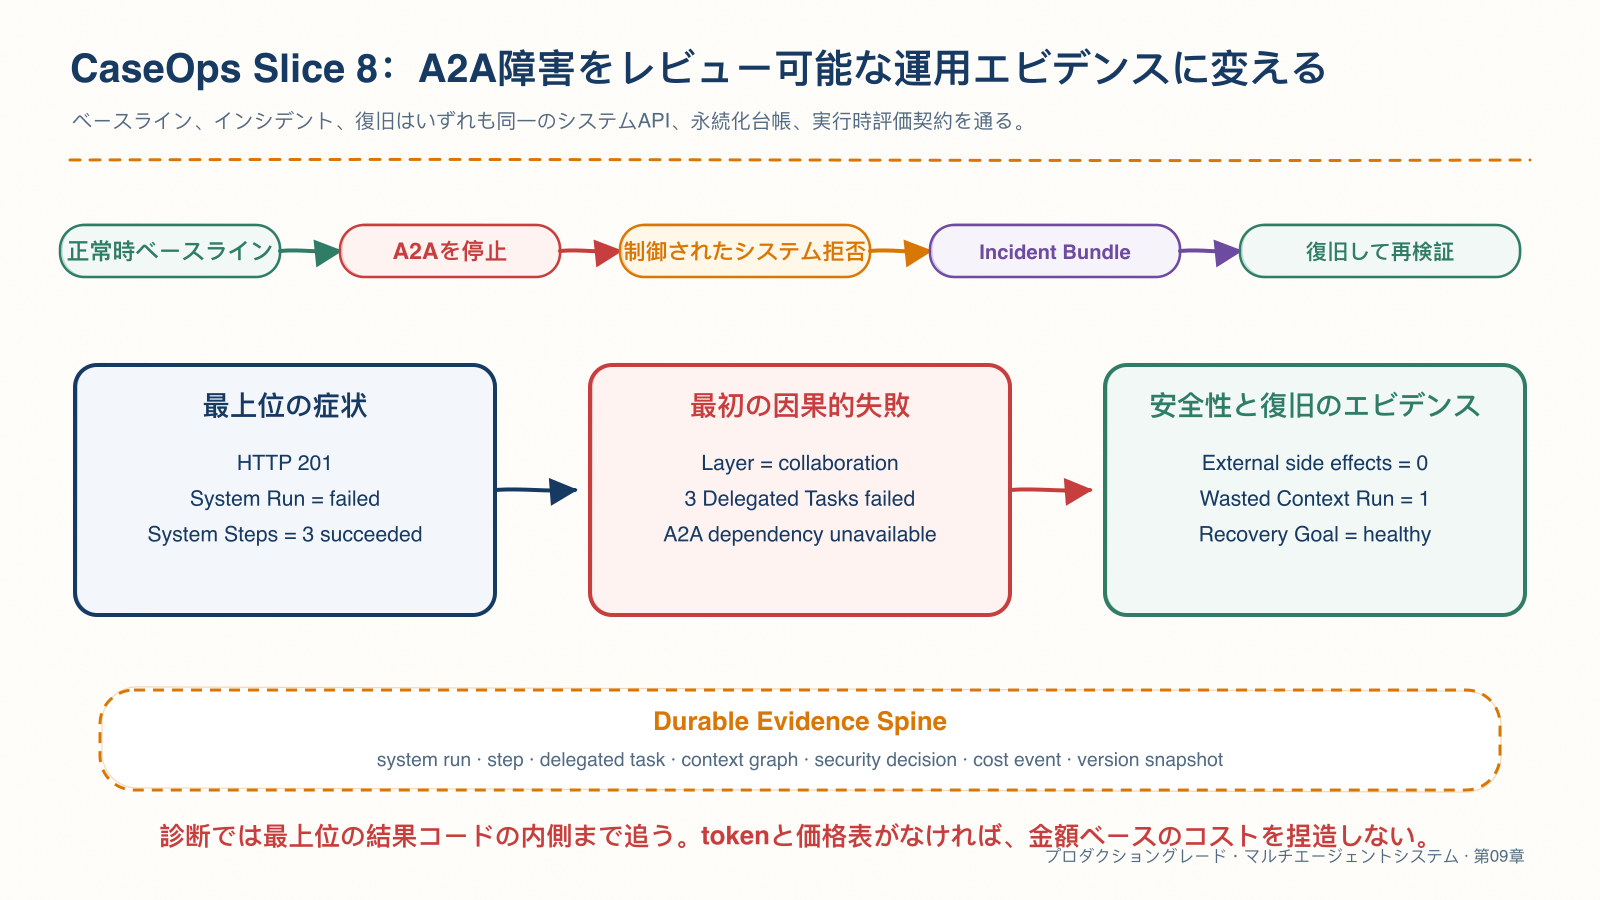 CaseOps Slice 8：A2A障害をレビュー可能な運用エビデンスに変える
ベースライン、インシデント、復旧はいずれも同一のシステムAPI、永続化台帳、実行時評価契約を通る。
正常時ベースライン
A2Aを停止
制御されたシステム拒否
Incident Bundle
復旧して再検証
最上位の症状
HTTP 201
System Run = failed
System Steps = 3 succeeded
最初の因果的失敗
Layer = collaboration
3 Delegated Tasks failed
A2A dependency unavailable
安全性と復旧のエビデンス
External side effects = 0
Wasted Context Run = 1
Recovery Goal = healthy
Durable Evidence Spine
system run · step · delegated task · context graph · security decision · cost event · version snapshot
診断では最上位の結果コードの内側まで追う。tokenと価格表がなければ、金額ベースのコストを捏造しない。
プロダクショングレード・マルチエージェントシステム · 第09章